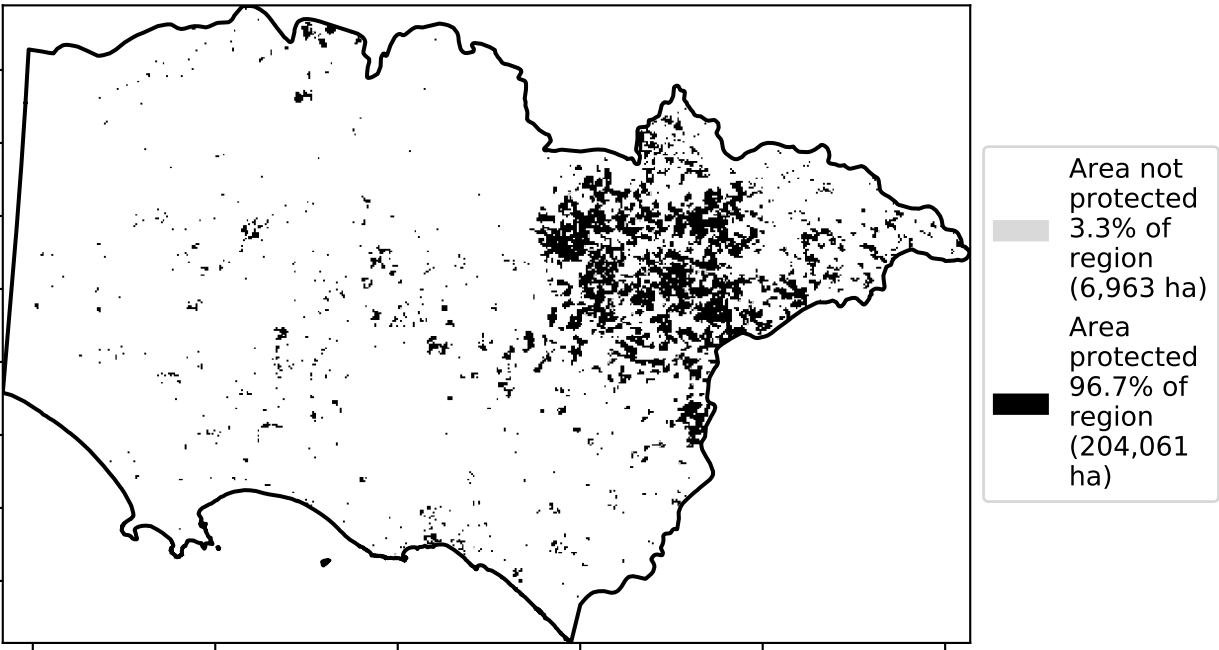 Area not
protected
3.3% of
region
(6,963 ha)
Area
protected
96.7% of
region
(204,061
ha)